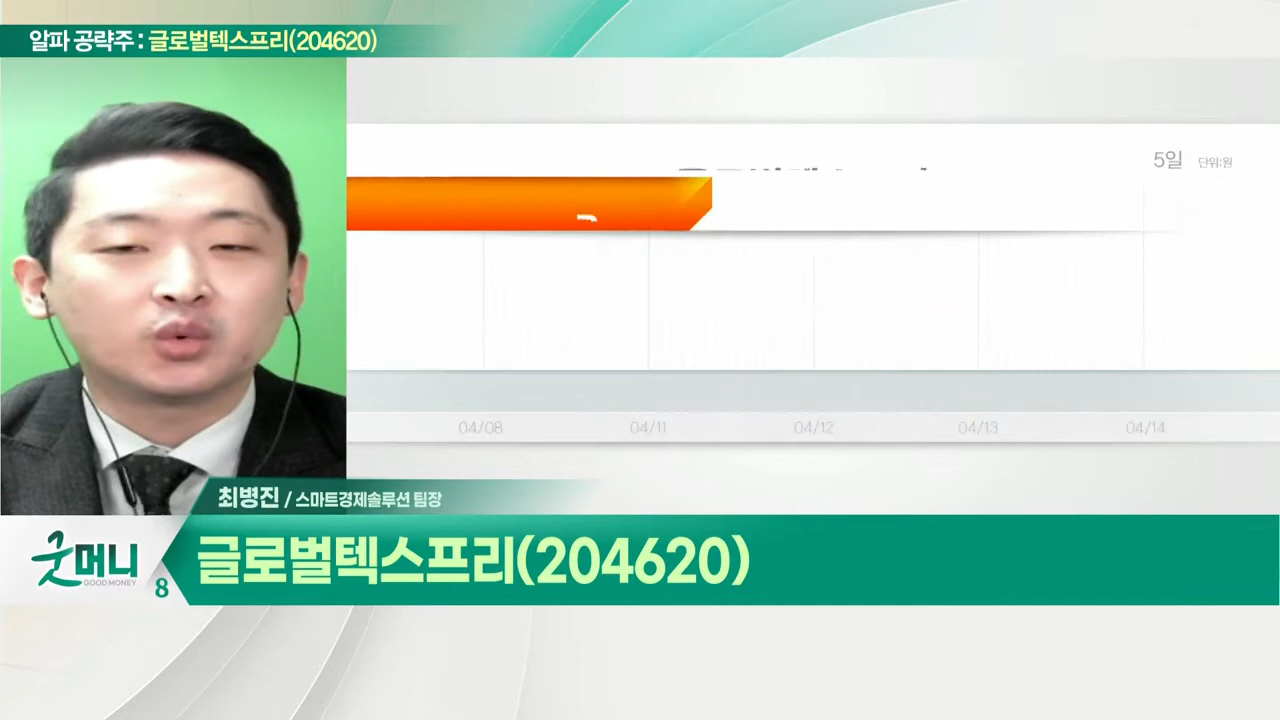 알파 공략주 : 글로벌텍스프리(204620)
5일 단위:원
04/08 04/11 04/12 04/13 04/14
최병진 / 스마트경제솔루션 팀장
굿머니
GOOD MONEY
8
글로벌텍스프리(204620)